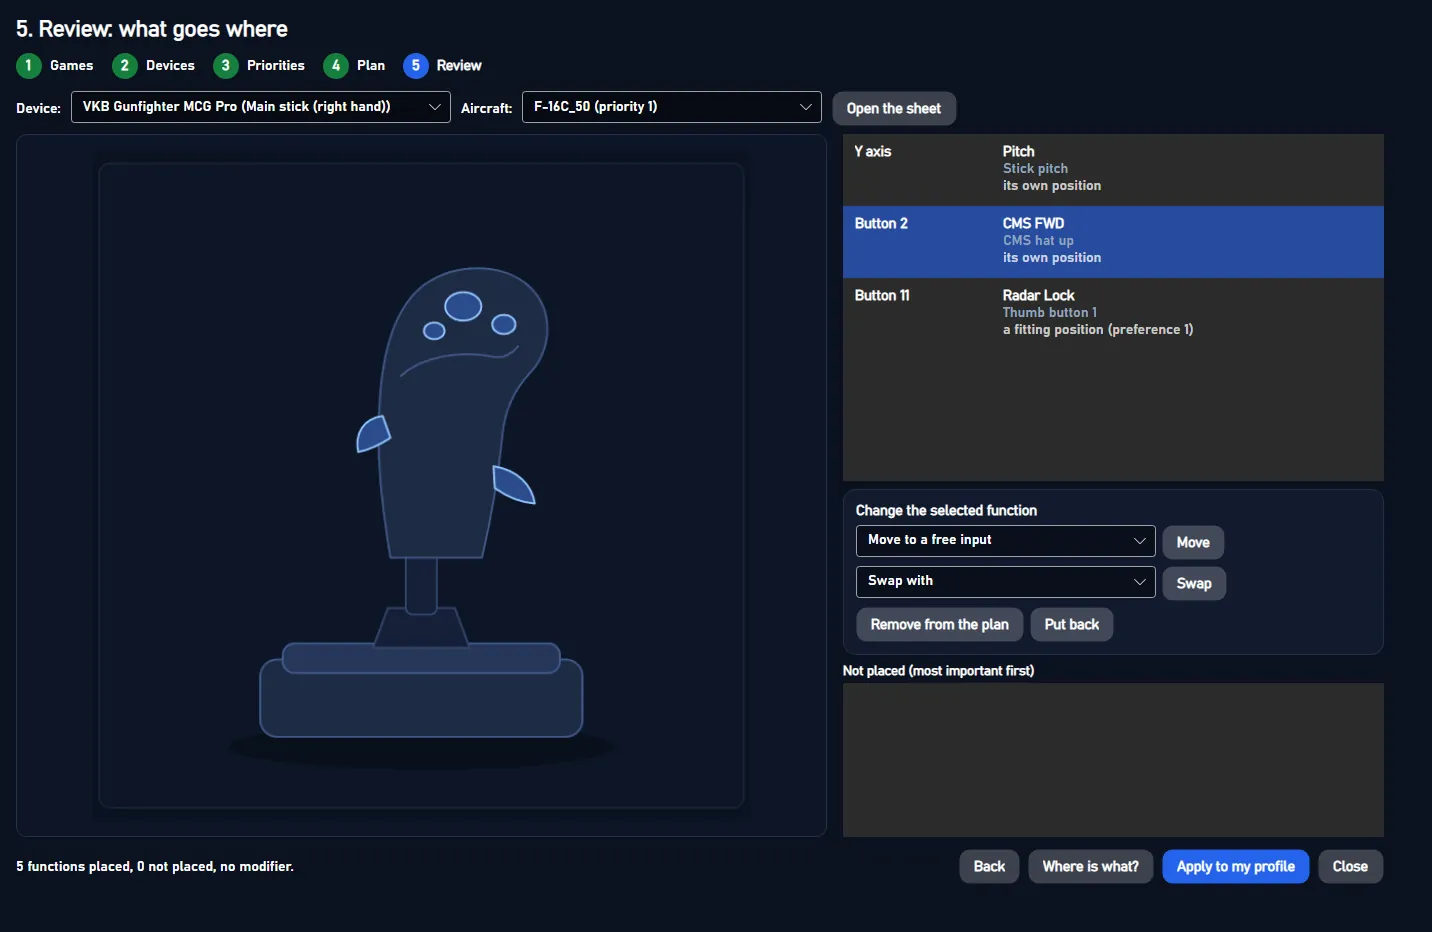 5. Review: what goes where
1 Games 2 Devices 3 Priorities 4 Plan 5 Review
Device: VKB Gunfighter MCG Pro (Main stick (right hand)) Aircraft: F-16C_50 (priority 1) Open the sheet
Y axis Pitch
Stick pitch
its own position
Button 2 CMS FWD
CMS hat up
its own position
Button 11 Radar Lock
Thumb button 1
a fitting position (preference 1)
Change the selected function
Move to a free input Move
Swap with Swap
Remove from the plan Put back
Not placed (most important first)
5 functions placed, 0 not placed, no modifier. Back Where is what? Apply to my profile Close